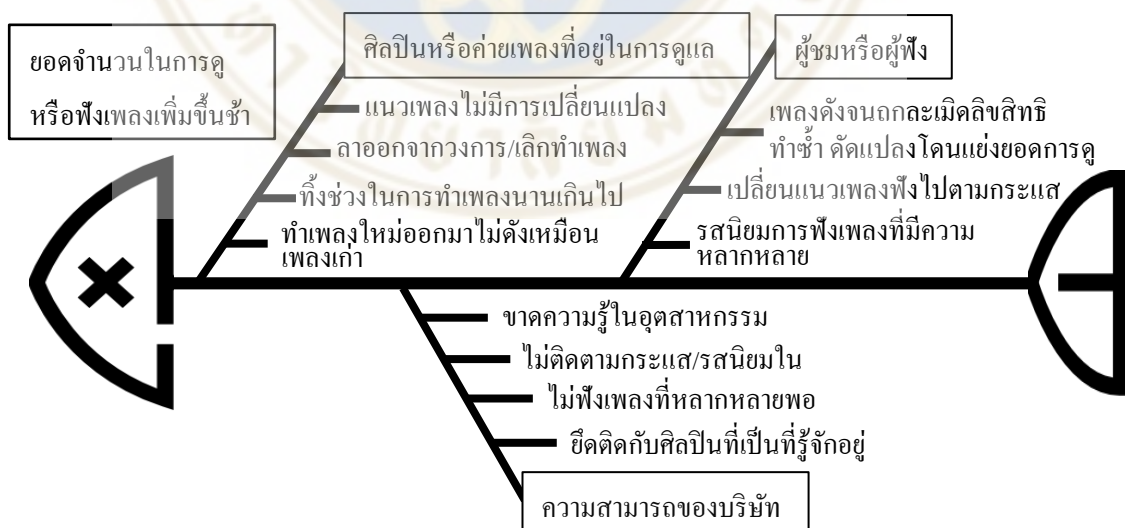 ยอดจำนวนในการดู
หรือฟังเพลงเพิ่มขึ้นช้า
ศิลปินหรือค่ายเพลงที่อยู่ในการดูแล
แนวเพลงไม่มีการเปลี่ยนแปลง
ลาออกจากวงการ/เลิกทำเพลง
ทิ้งช่วงในการทำเพลงนานเกินไป
ทำเพลงใหม่ออกมาไม่ดังเหมือน
เพลงเก่า
ผู้ชมหรือผู้ฟัง
เพลงดังจนถกละเมิดลิขสิทธิ
ทำซ้ำ ดัดแปลงโดนแย่งยอดการดู
เปลี่ยนแนวเพลงฟังไปตามกระแส
รสนิยมการฟังเพลงที่มีความ
หลากหลาย
ขาดความรู้ในอุตสาหกรรม
ไม่ติดตามกระแส/รสนิยมใน
ไม่ฟังเพลงที่หลากหลายพอ
ยึดติดกับศิลปินที่เป็นที่รู้จักอยู่
ความสามารถของบริษัท